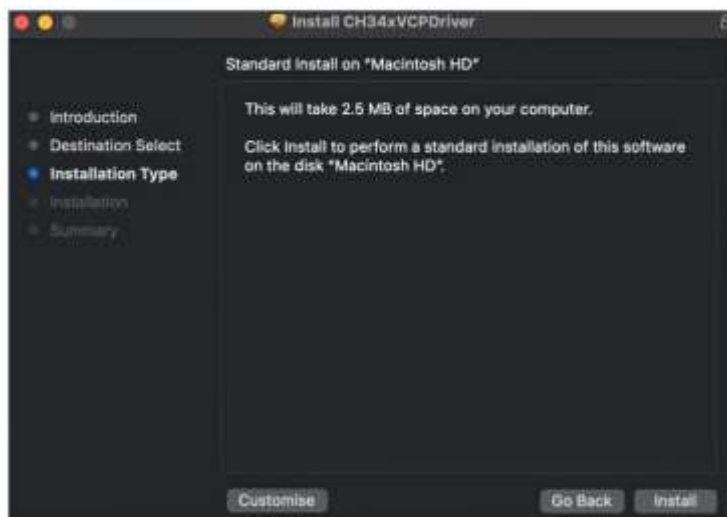 Install CH34xVCPDriver
Standard Install on "Macintosh HD"
Introduction
Destination Select
Installation Type
Installation
Summary
This will take 2.5 MB of space on your computer.
Click Install to perform a standard installation of this software
on the disk "Macintosh HD".
Customise
Go Back
Install